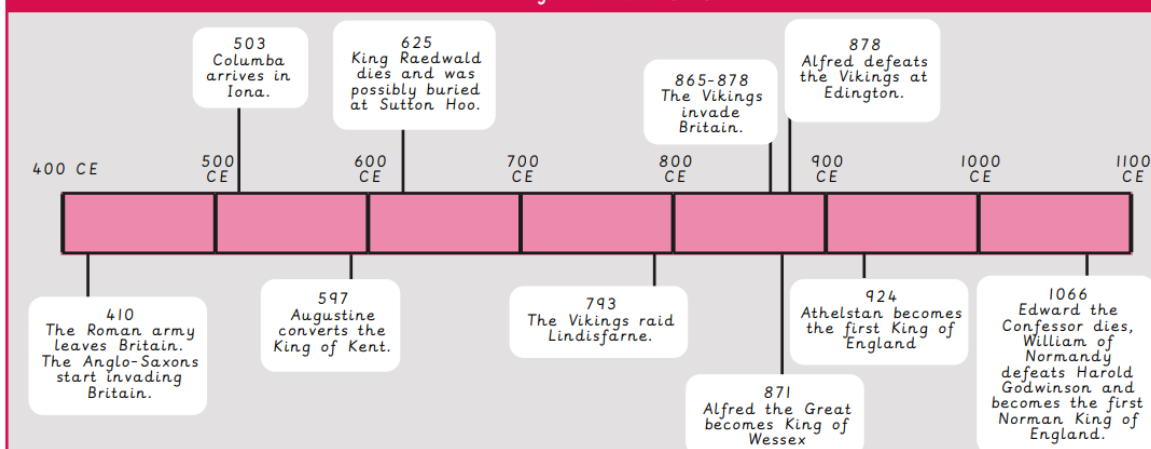 503
Columba
arrives in
Iona.
625
King Raedwald
dies and was
possibly buried
at Sutton Hoo.
865-878
The Vikings
invade
Britain.
878
Alfred defeats
the Vikings at
Edington.
400 CE
500
CE
600
CE
700
CE
800
CE
900
CE
1000
CE
1100
CE
410
The Roman army
leaves Britain.
The Anglo-Saxons
start invading
Britain.
597
Augustine
converts the
King of Kent.
793
The Vikings raid
Lindisfarne.
871
Alfred the Great
becomes King of
Wessex
924
Athelstan becomes
the first King of
England
1066
Edward the
Confessor dies,
William of
Normandy
defeats Harold
Godwinson and
becomes the first
Norman King of
England.